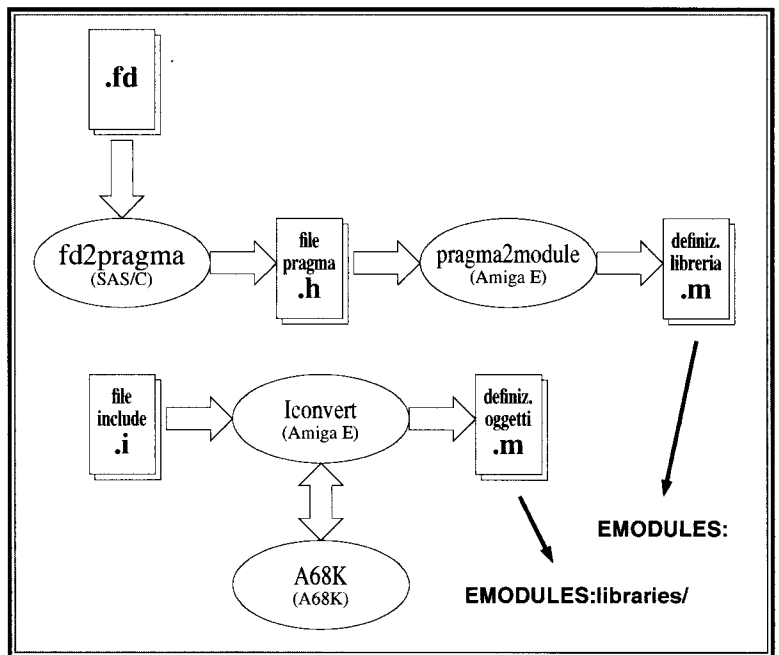 .fd
fd2pragma
(SAS/C)
file
pragma
.h
pragma2module
(Amiga E)
definiz.
libreria
.m
file
include
.i
Iconvert
(Amiga E)
definiz.
oggetti
.m
EMODULES:
A68K
(A68K)
EMODULES:libraries/